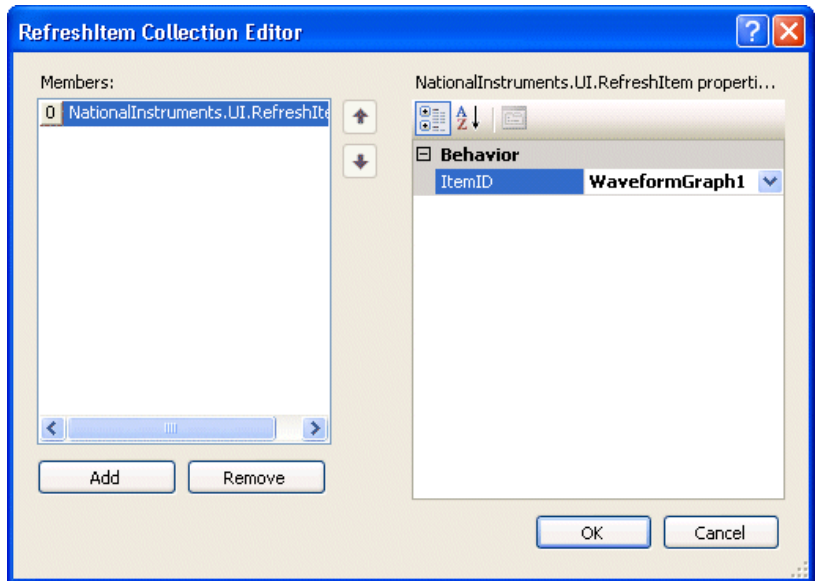 RefreshItem Collection Editor
Members:
0 NationalInstruments.UI.RefreshIte
Add Remove
NationalInstruments.UI.RefreshItem properti...
Behavior
ItemID WaveformGraph1
OK Cancel